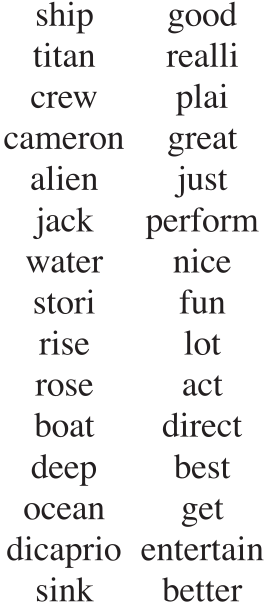 ship good
titan realli
crew plai
cameron great
alien just
jack perform
water nice
stori fun
rise lot
rose act
boat direct
deep best
ocean get
dicaprio entertain
sink better